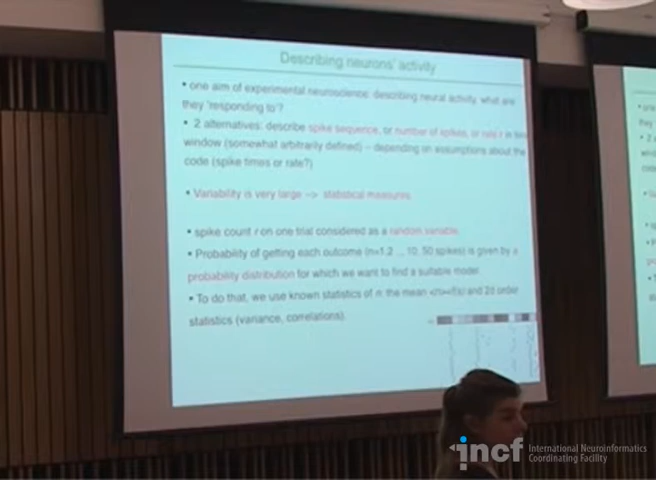 Describing neurons' activity
• one aim of experimental neuroscience: describing neural activity: what are
they 'responding to'?
• 2 alternatives: describe spike sequence, or number of spikes, or rate r in
window (somewhat arbitrarily defined) – depending on assumptions about the
code (spike times or rate?)
• Variability is very large --> statistical measures
• spike count r on one trial considered as a random variable
• Probability of getting each outcome (n=1,2 ... 10, 50 spikes) is given by a
probability distribution for which we want to find a suitable model
• To do that, we use known statistics of n: the mean and 2d order
statistics (variance, correlations)
one
they
• 2
incf International Neuroinformatics
Coordinating Facility